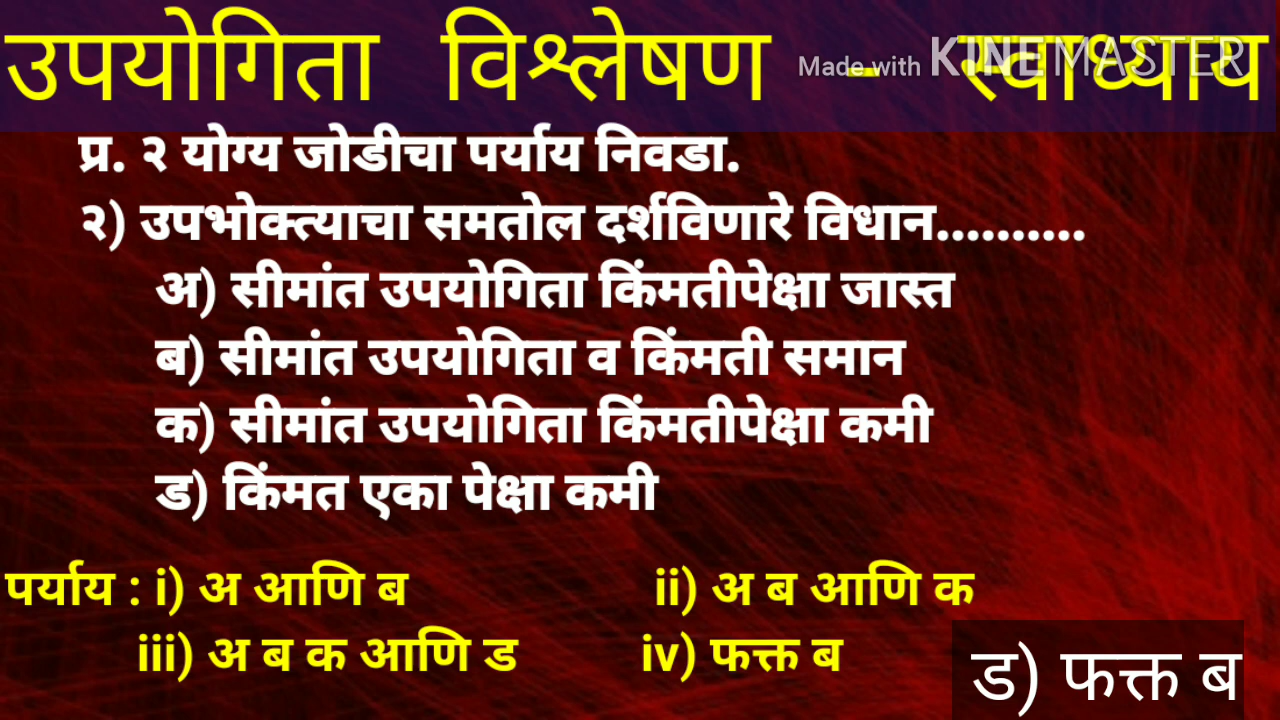 उपयोगिता विश्लेषण - स्वाध्याय
Made with KINEMASTER
प्र. २ योग्य जोडीचा पर्याय निवडा.
२) उपभोक्त्याचा समतोल दर्शविणारे विधान..........
अ) सीमांत उपयोगिता किंमतीपेक्षा जास्त
ब) सीमांत उपयोगिता व किंमती समान
क) सीमांत उपयोगिता किंमतीपेक्षा कमी
ड) किंमत एका पेक्षा कमी
पर्याय : i) अ आणि ब ii) अ ब आणि क
iii) अ ब क आणि ड iv) फक्त ब
ड) फक्त ब